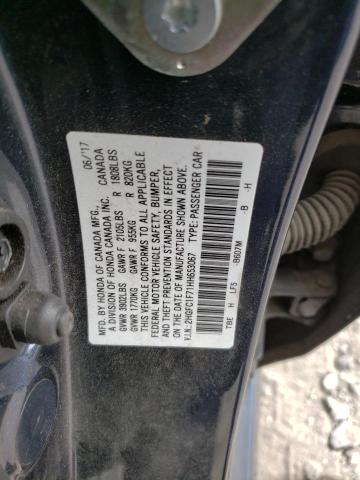 MFD. BY HONDA OF CANADA MFG., 06/'17
A DIVISION OF HONDA CANADA INC. CANADA
GVWR 3902LBS GAWR F 2105LBS R 1808LBS
GVWR 1770KG GAWR F 955KG R 820KG
THIS VEHICLE CONFORMS TO ALL APPLICABLE
FEDERAL MOTOR VEHICLE SAFETY, BUMPER,
AND THEFT PREVENTION STANDARDS IN EFFECT
ON THE DATE OF MANUFACTURE SHOWN ABOVE.
V.I.N.:2HGFC1F71HH653067 TYPE: PASSENGER CAR
TBE H LF5 B607M -B -H